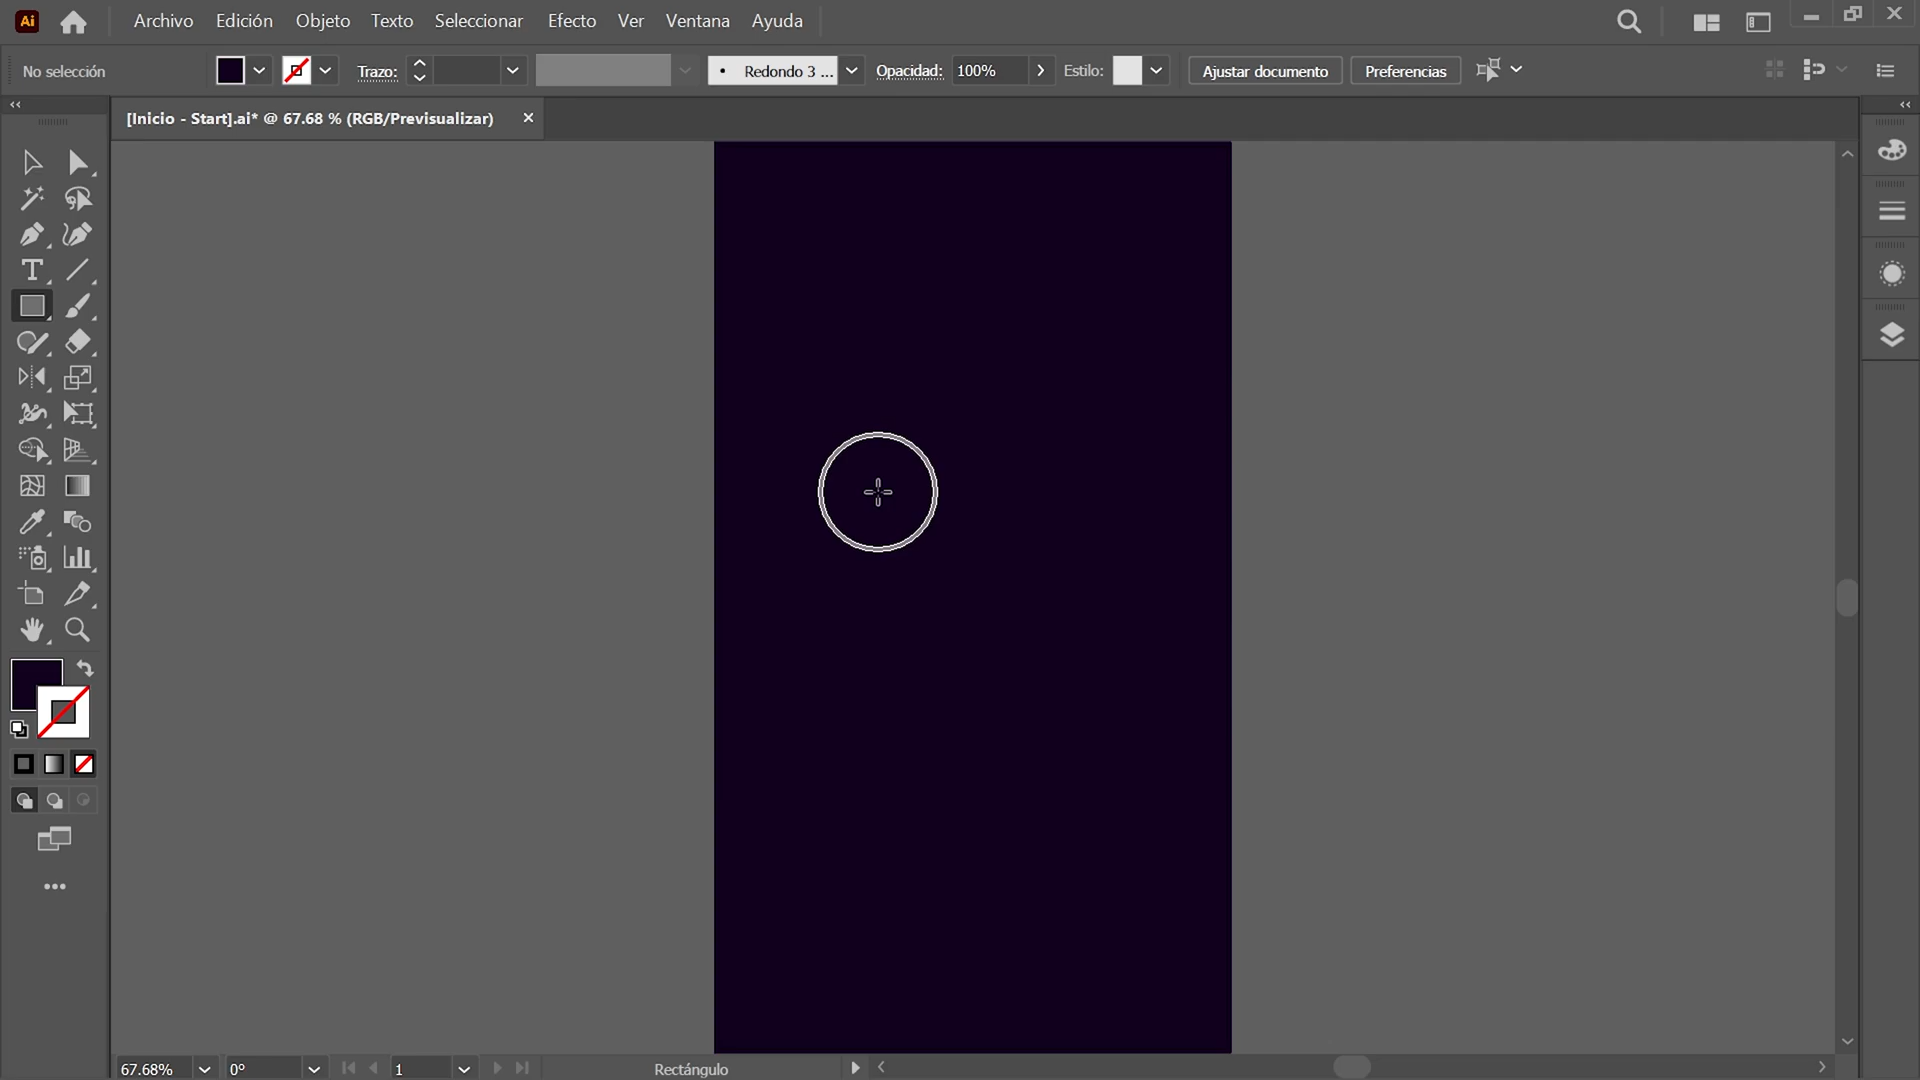 Ai Archivo Edición Objeto Texto Seleccionar Efecto Ver Ventana Ayuda
No selección Trazo: Redondo 3 ... Opacidad: 100% Estilo: Ajustar documento Preferencias
[Inicio - Start].ai* @ 67.68 % (RGB/Previsualizar)
67.68% 0° 1 Rectángulo